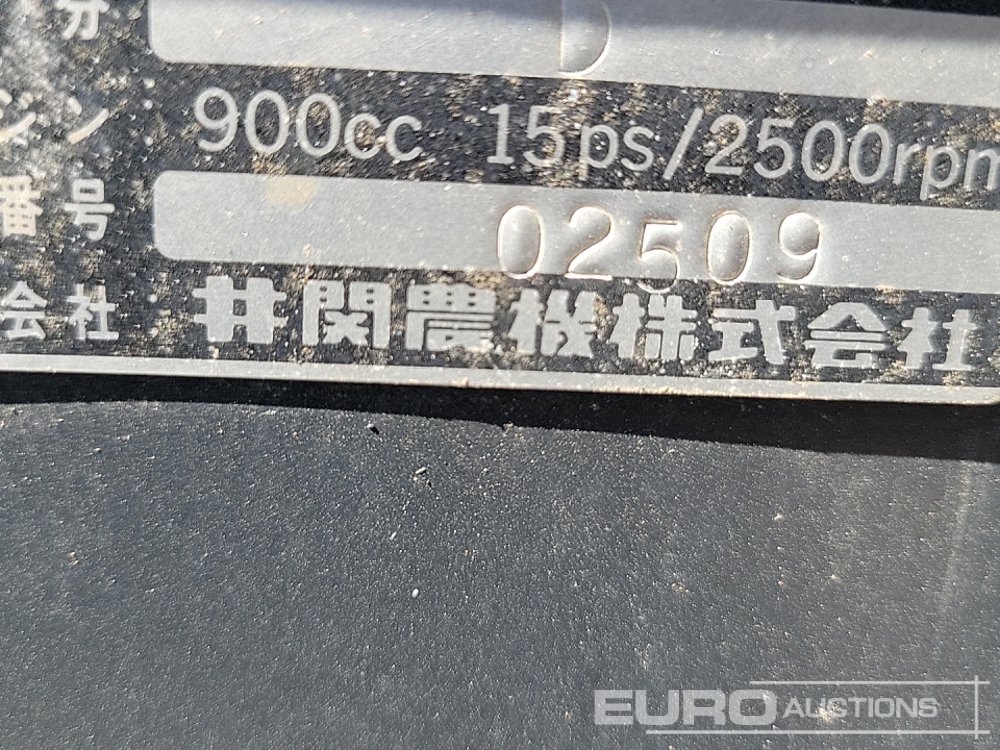 分 D
ジン 900cc 15ps/2500rpm
番号 02509
会社 井関農機株式会社
EURO AUCTIONS